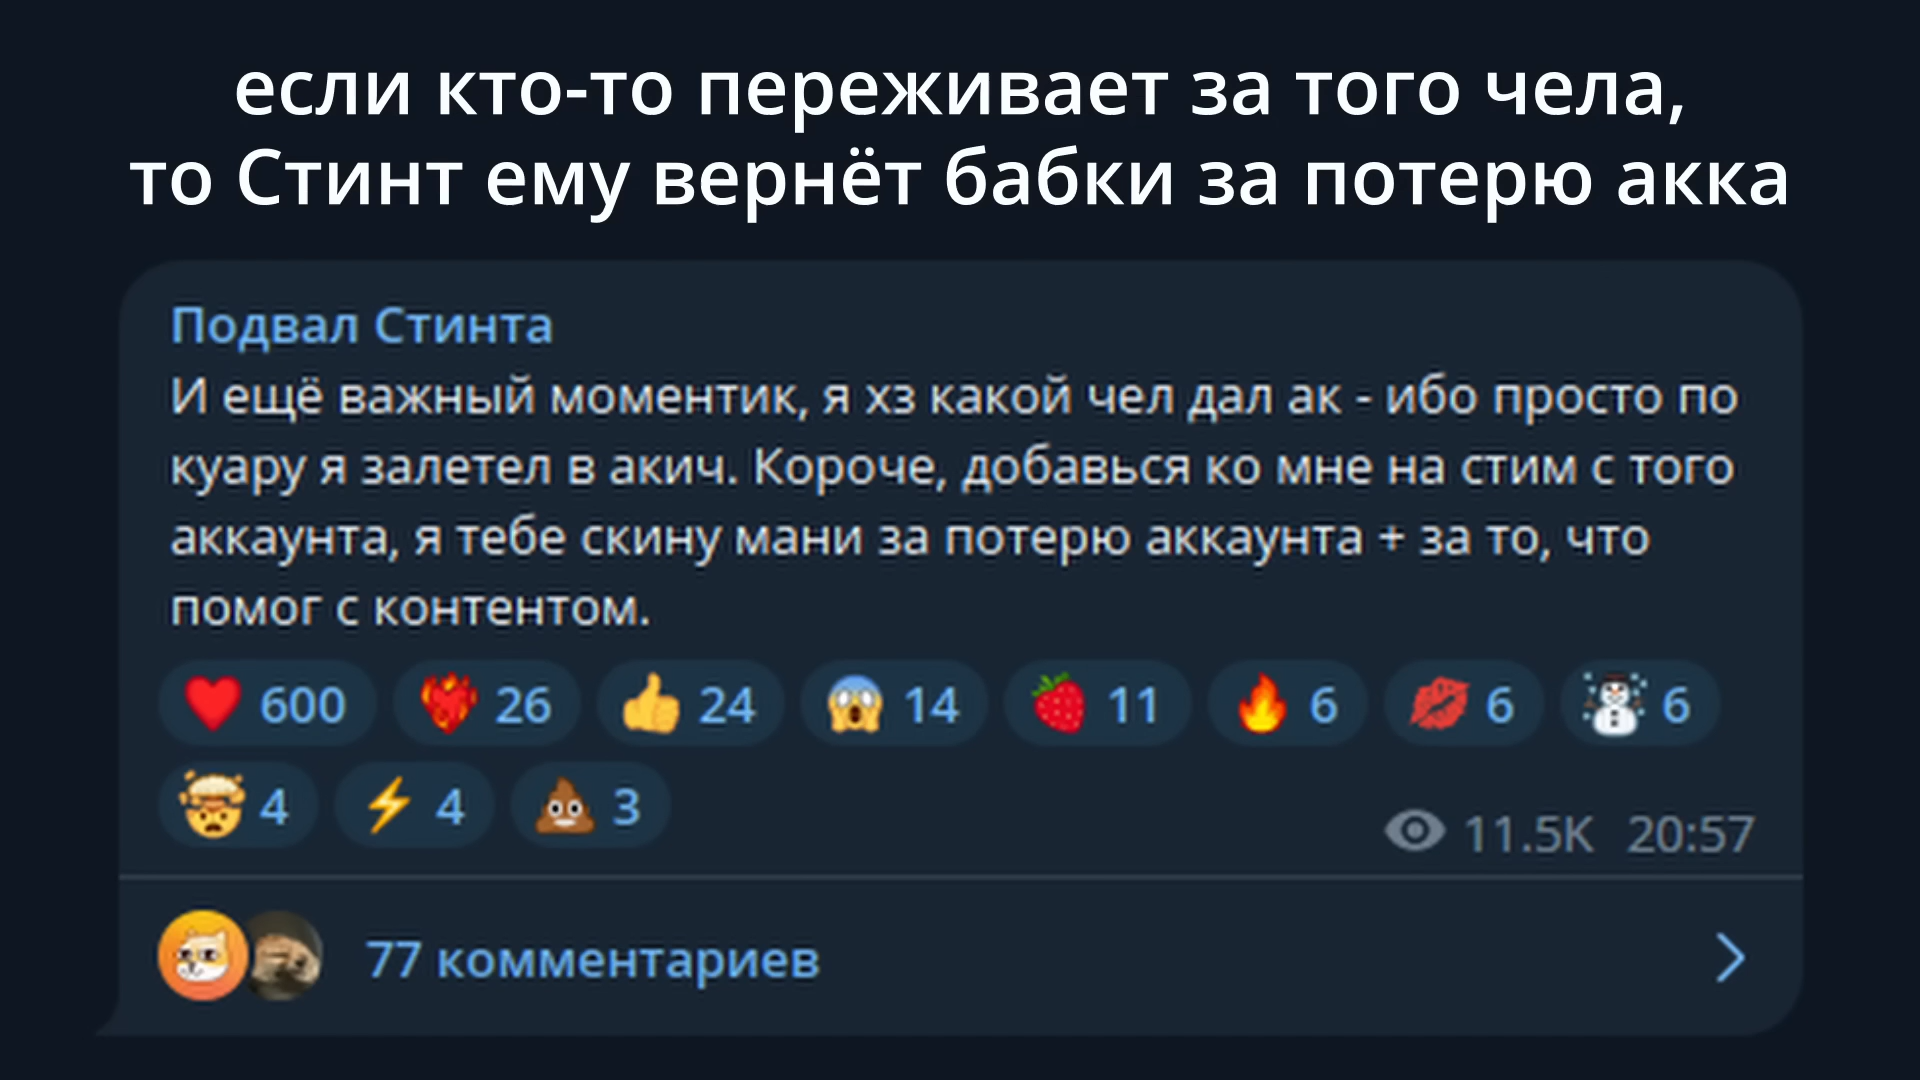 если кто-то переживает за того чела,
то Стинт ему вернёт бабки за потерю акка
Подвал Стинта
И ещё важный моментик, я хз какой чел дал ак - ибо просто по
куару я залетел в акич. Короче, добавься ко мне на стим с того
аккаунта, я тебе скину мани за потерю аккаунта + за то, что
помог с контентом.
600 26 24 14 11 6 6 6
4 4 3
11.5K 20:57
77 комментариев